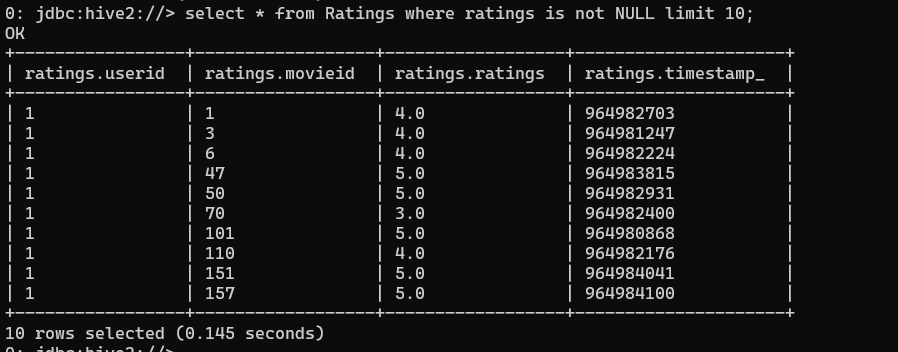 0: jdbc:hive2://> select * from Ratings where ratings is not NULL limit 10;
OK
+-----------------+------------------+------------------+---------------------+
| ratings.userid  | ratings.movieid  | ratings.ratings  | ratings.timestamp_  |
+-----------------+------------------+------------------+---------------------+
| 1               | 1                | 4.0              | 964982703           |
| 1               | 3                | 4.0              | 964981247           |
| 1               | 6                | 4.0              | 964982224           |
| 1               | 47               | 5.0              | 964983815           |
| 1               | 50               | 5.0              | 964982931           |
| 1               | 70               | 3.0              | 964982400           |
| 1               | 101              | 5.0              | 964980868           |
| 1               | 110              | 4.0              | 964982176           |
| 1               | 151              | 5.0              | 964984041           |
| 1               | 157              | 5.0              | 964984100           |
+-----------------+------------------+------------------+---------------------+
10 rows selected (0.145 seconds)
0: jdbc:hive2://>